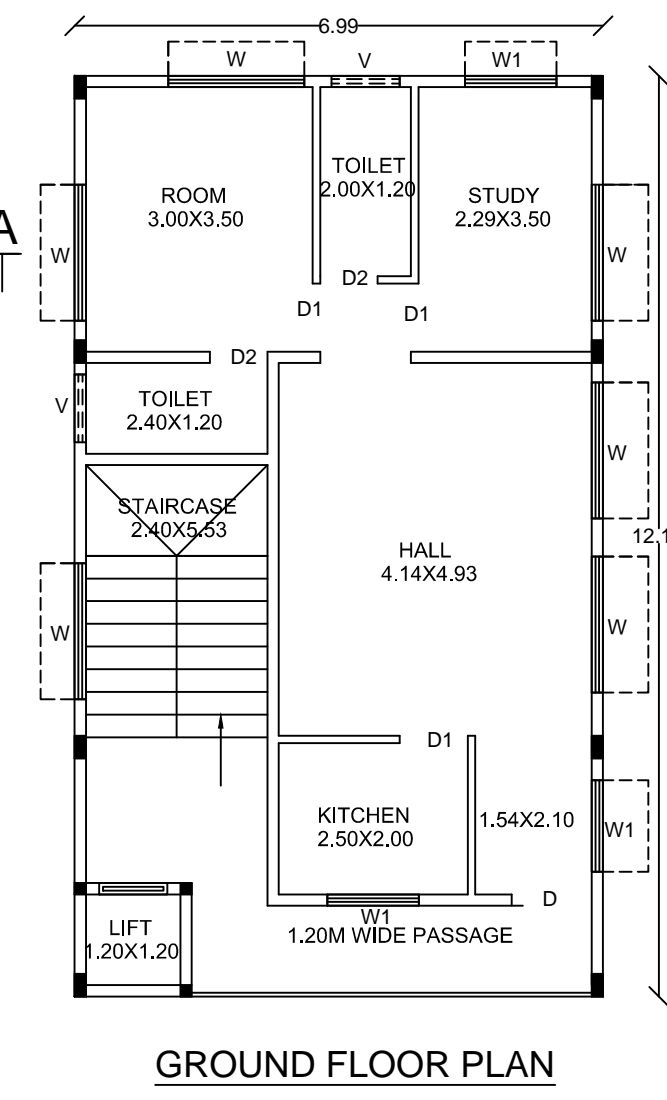 6.99
W
V
W1
TOILET
2.00X1.20
ROOM
3.00X3.50
STUDY
2.29X3.50
A
W
W
D2
D1
D1
D2
V
TOILET
2.40X1.20
W
STAIRCASE
2.40X5.53
12.1
HALL
4.14X4.93
W
W
D1
KITCHEN
2.50X2.00
1.54X2.10
W1
D
W1
LIFT
1.20X1.20
1.20M WIDE PASSAGE
GROUND FLOOR PLAN